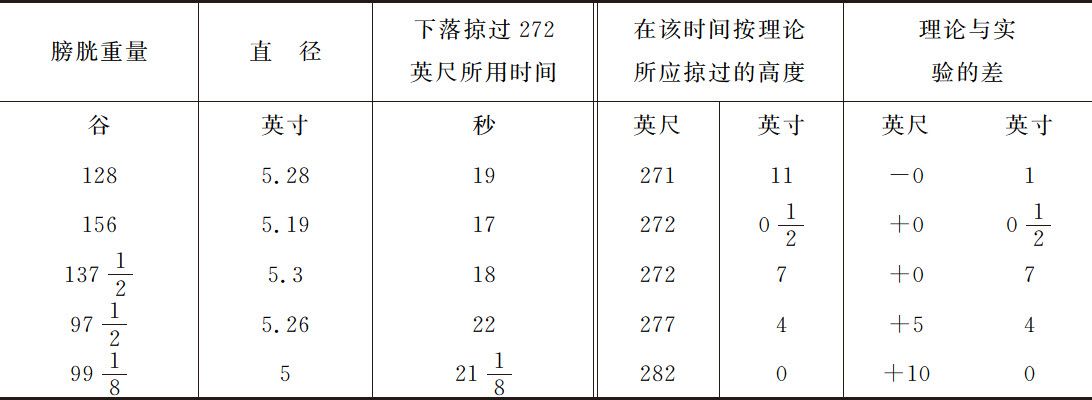 膀胱重量 直 径 下落掠过 272 英尺所用时间 在该时间按理论所应掠过的高度 理论与实验的差
谷 英寸 秒 英尺 英寸 英尺 英寸
128 5.28 19 271 11 －0 1
156 5.19 17 272 0 1/2 ＋0 0 1/2
137 1/2 5.3 18 272 7 ＋0 7
97 1/2 5.26 22 277 4 ＋5 4
99 1/8 5 21 1/8 282 0 ＋10 0